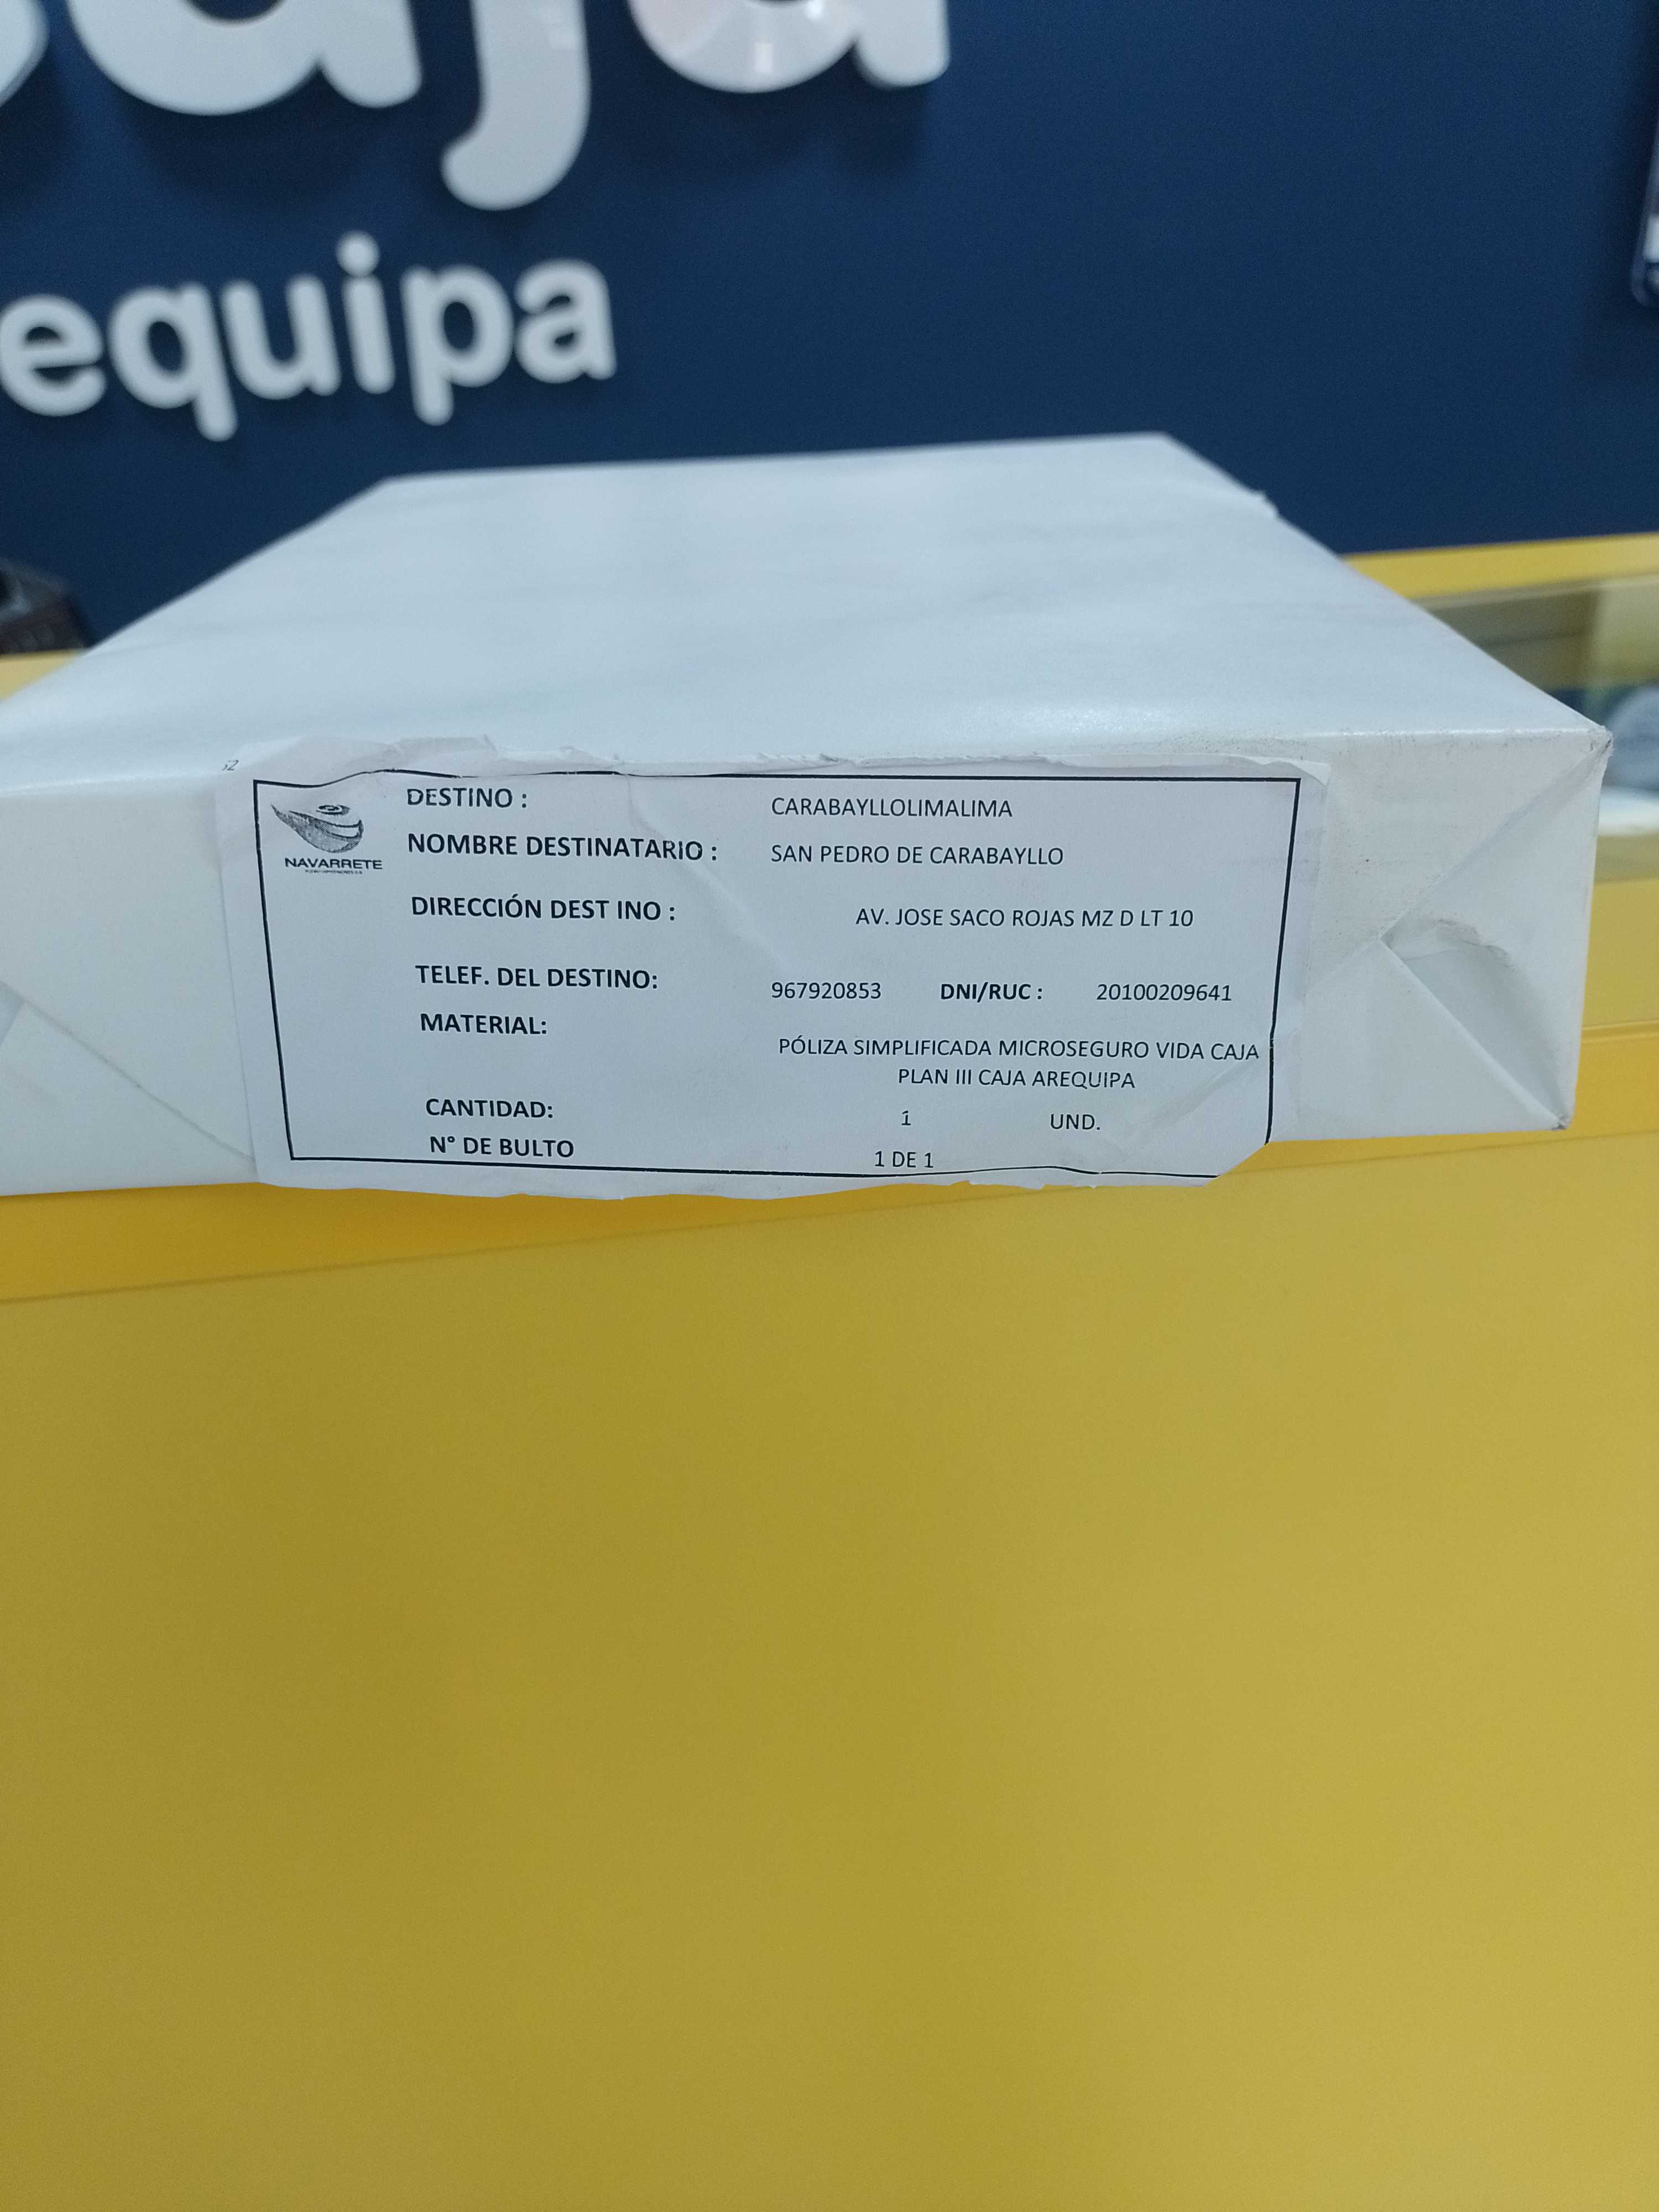 caja
equipa
NAVARRETE
DESTINO : CARABAYLLOLIMALIMA
NOMBRE DESTINATARIO : SAN PEDRO DE CARABAYLLO
DIRECCIÓN DEST INO : AV. JOSE SACO ROJAS MZ D LT 10
TELEF. DEL DESTINO: 967920853 DNI/RUC : 20100209641
MATERIAL: PÓLIZA SIMPLIFICADA MICROSEGURO VIDA CAJA
PLAN III CAJA AREQUIPA
CANTIDAD: 1 UND.
N° DE BULTO 1 DE 1